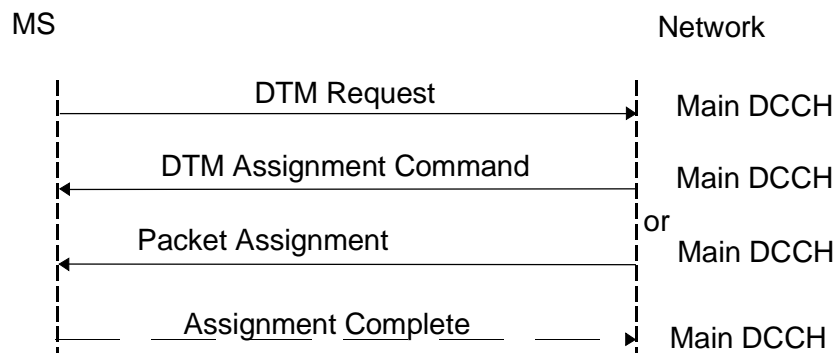 MS
Network
DTM Request
Main DCCH
DTM Assignment Command
Main DCCH
or
Packet Assignment
Main DCCH
Assignment Complete
Main DCCH